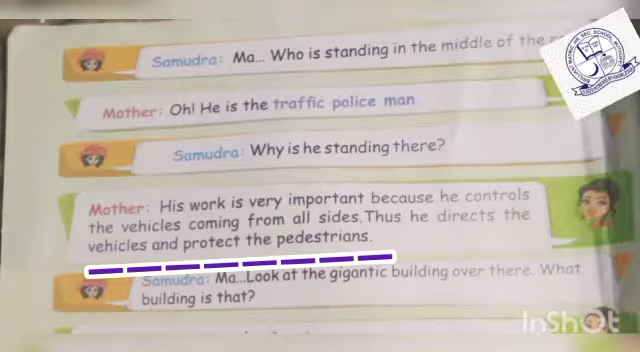 Samudra: Ma... Who is standing in the middle of the
Mother: Oh! He is the traffic police man
Samudra: Why is he standing there?
Mother: His work is very important because he controls
the vehicles coming from all sides.Thus he directs the
vehicles and protect the pedestrians.
Samudra: Ma...Look at the gigantic building over there. What
building is that?
InShOt